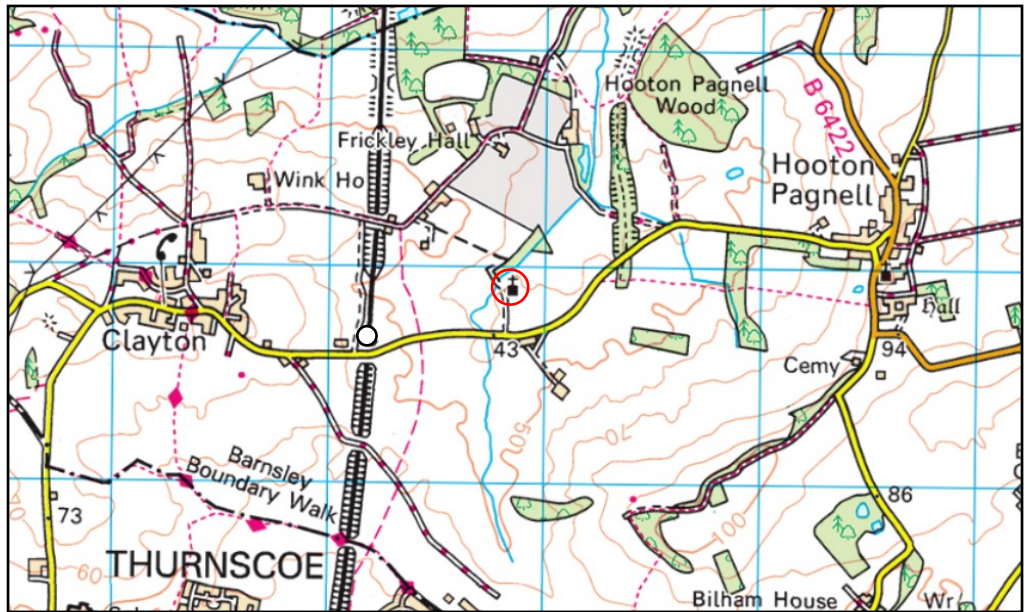 Hooton Pagnell
Wood
B 6422
Frickley Hall
Hooton
Pagnell
Wink Ho
Hall
43
Clayton
94
Cemy
50
70
Barnsley
Boundary Walk
86
73
100
THURNSCOE
60
Bilham House
Wr